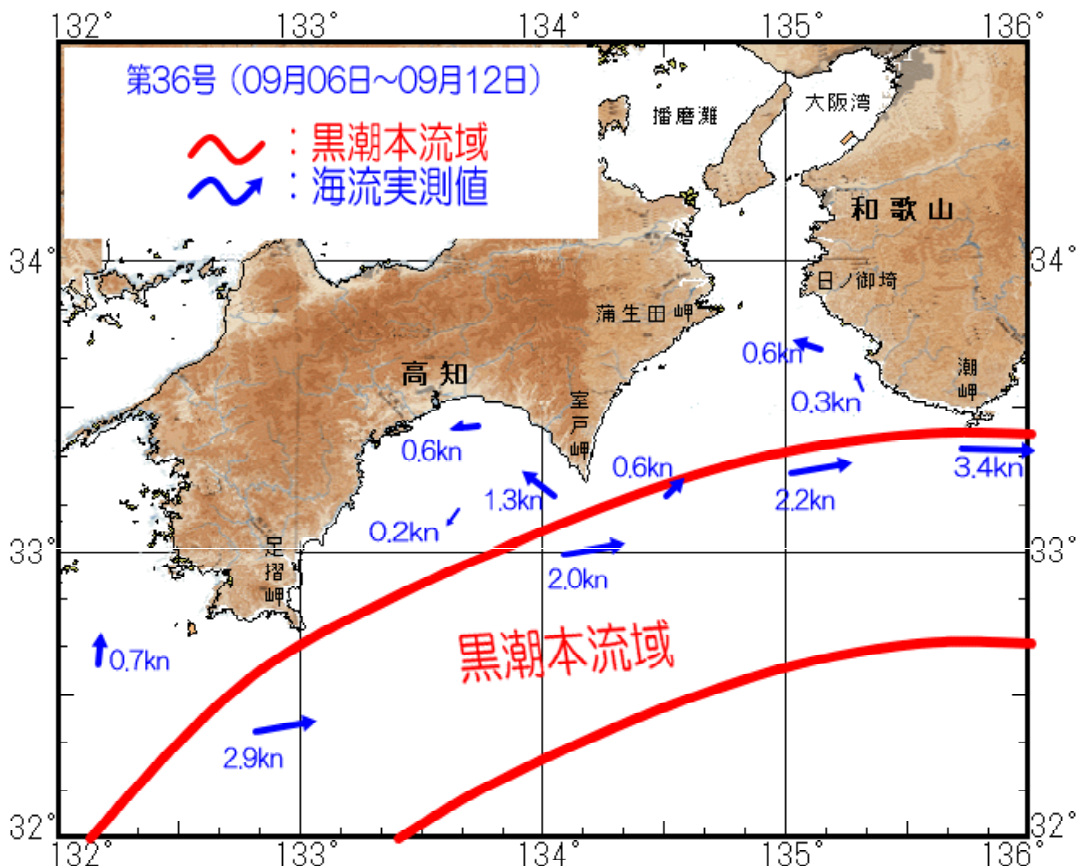 132° 133° 134° 135° 136°
第36号（09月06日～09月12日）
：黒潮本流域
：海流実測値
播磨灘
大阪湾
和歌山
34° 34°
日ノ御埼
蒲生田岬
0.6kn
潮岬
高知
室戸岬
0.3kn
0.6kn
0.6kn
3.4kn
1.3kn
2.2kn
0.2kn
33° 33°
足摺岬
2.0kn
黒潮本流域
0.7kn
2.9kn
32° 32°
132° 133° 134° 135° 136°